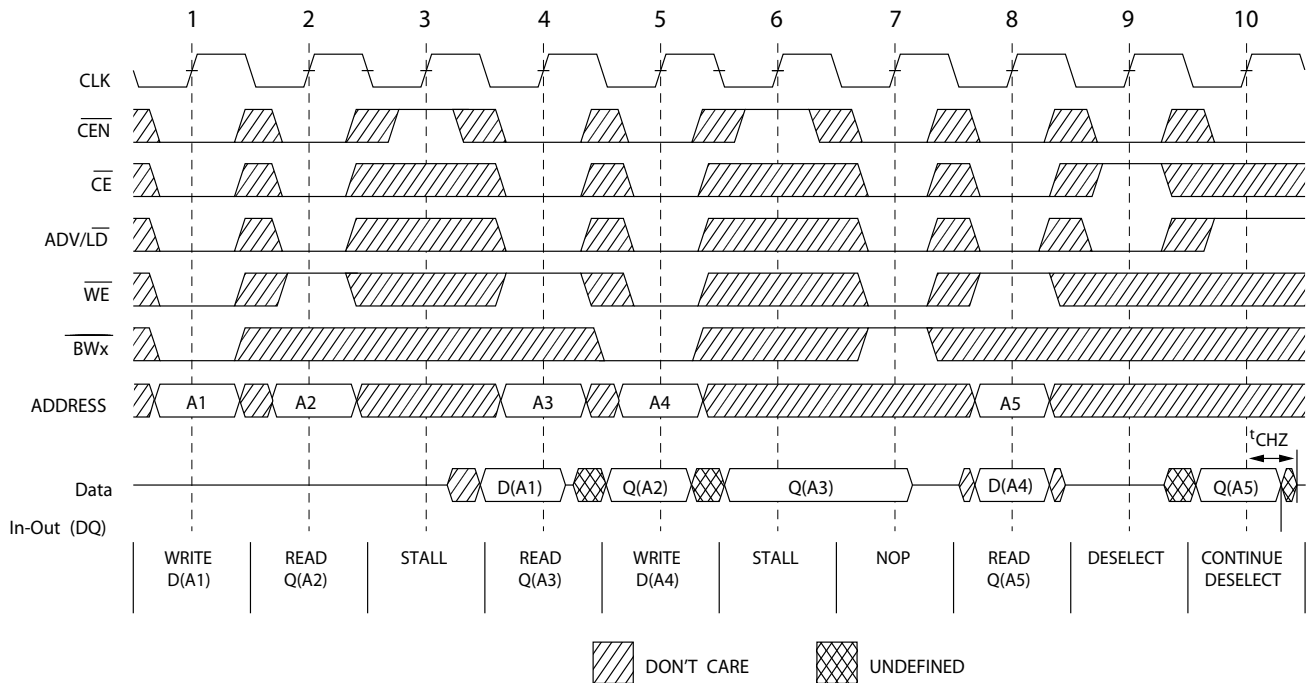 1 2 3 4 5 6 7 8 9 10
CLK
CEN
CE
ADV/LD
WE
BWx
ADDRESS A1 A2 A3 A4 A5
tCHZ
Data D(A1) Q(A2) Q(A3) D(A4) Q(A5)
In-Out (DQ)
WRITE READ STALL READ WRITE STALL NOP READ DESELECT CONTINUE
D(A1) Q(A2) Q(A3) D(A4) Q(A5) DESELECT
DON'T CARE UNDEFINED